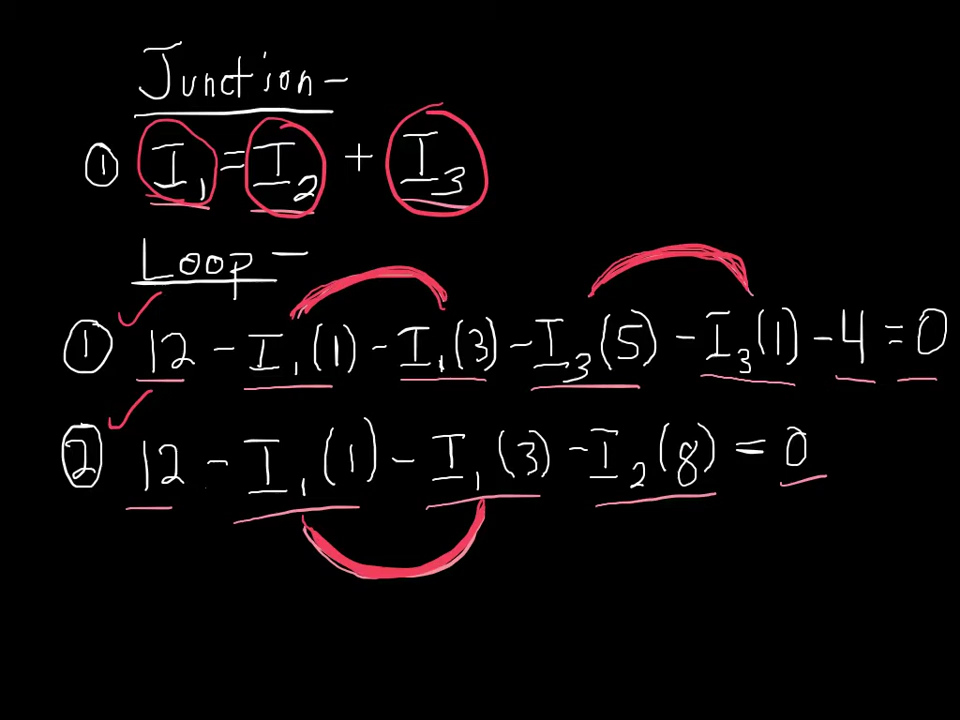 Junction-
① I₁ = I₂ + I₃
Loop-
① 12 - I₁(1) - I₁(3) - I₃(5) - I₃(1) - 4 = 0
② 12 - I₁(1) - I₁(3) - I₂(8) = 0